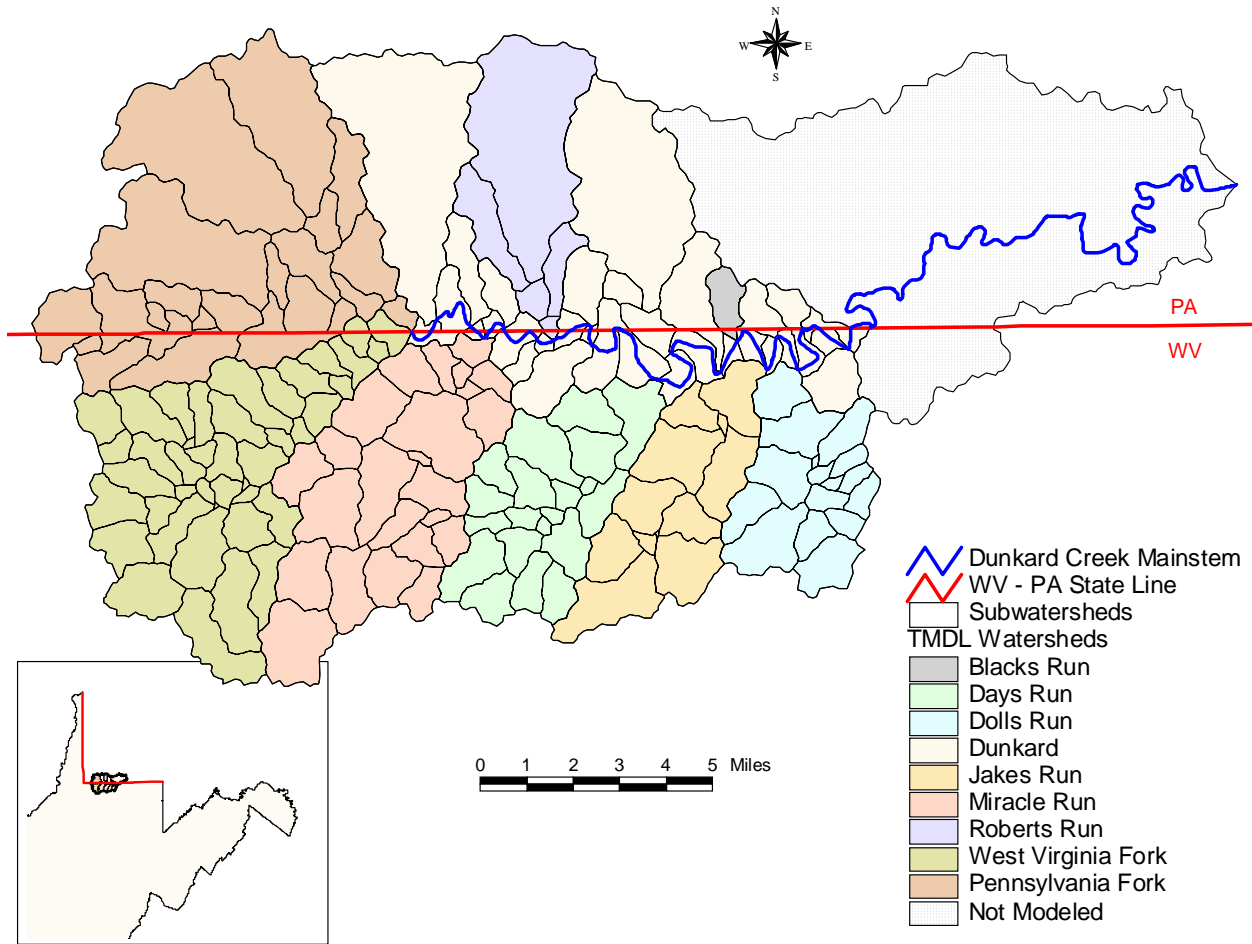 N
W E
S
PA
WV
Dunkard Creek Mainstem
WV - PA State Line
Subwatersheds
TMDL Watersheds
Blacks Run
Days Run
Dolls Run
Dunkard
Jakes Run
Miracle Run
Roberts Run
West Virginia Fork
Pennsylvania Fork
Not Modeled
0 1 2 3 4 5 Miles